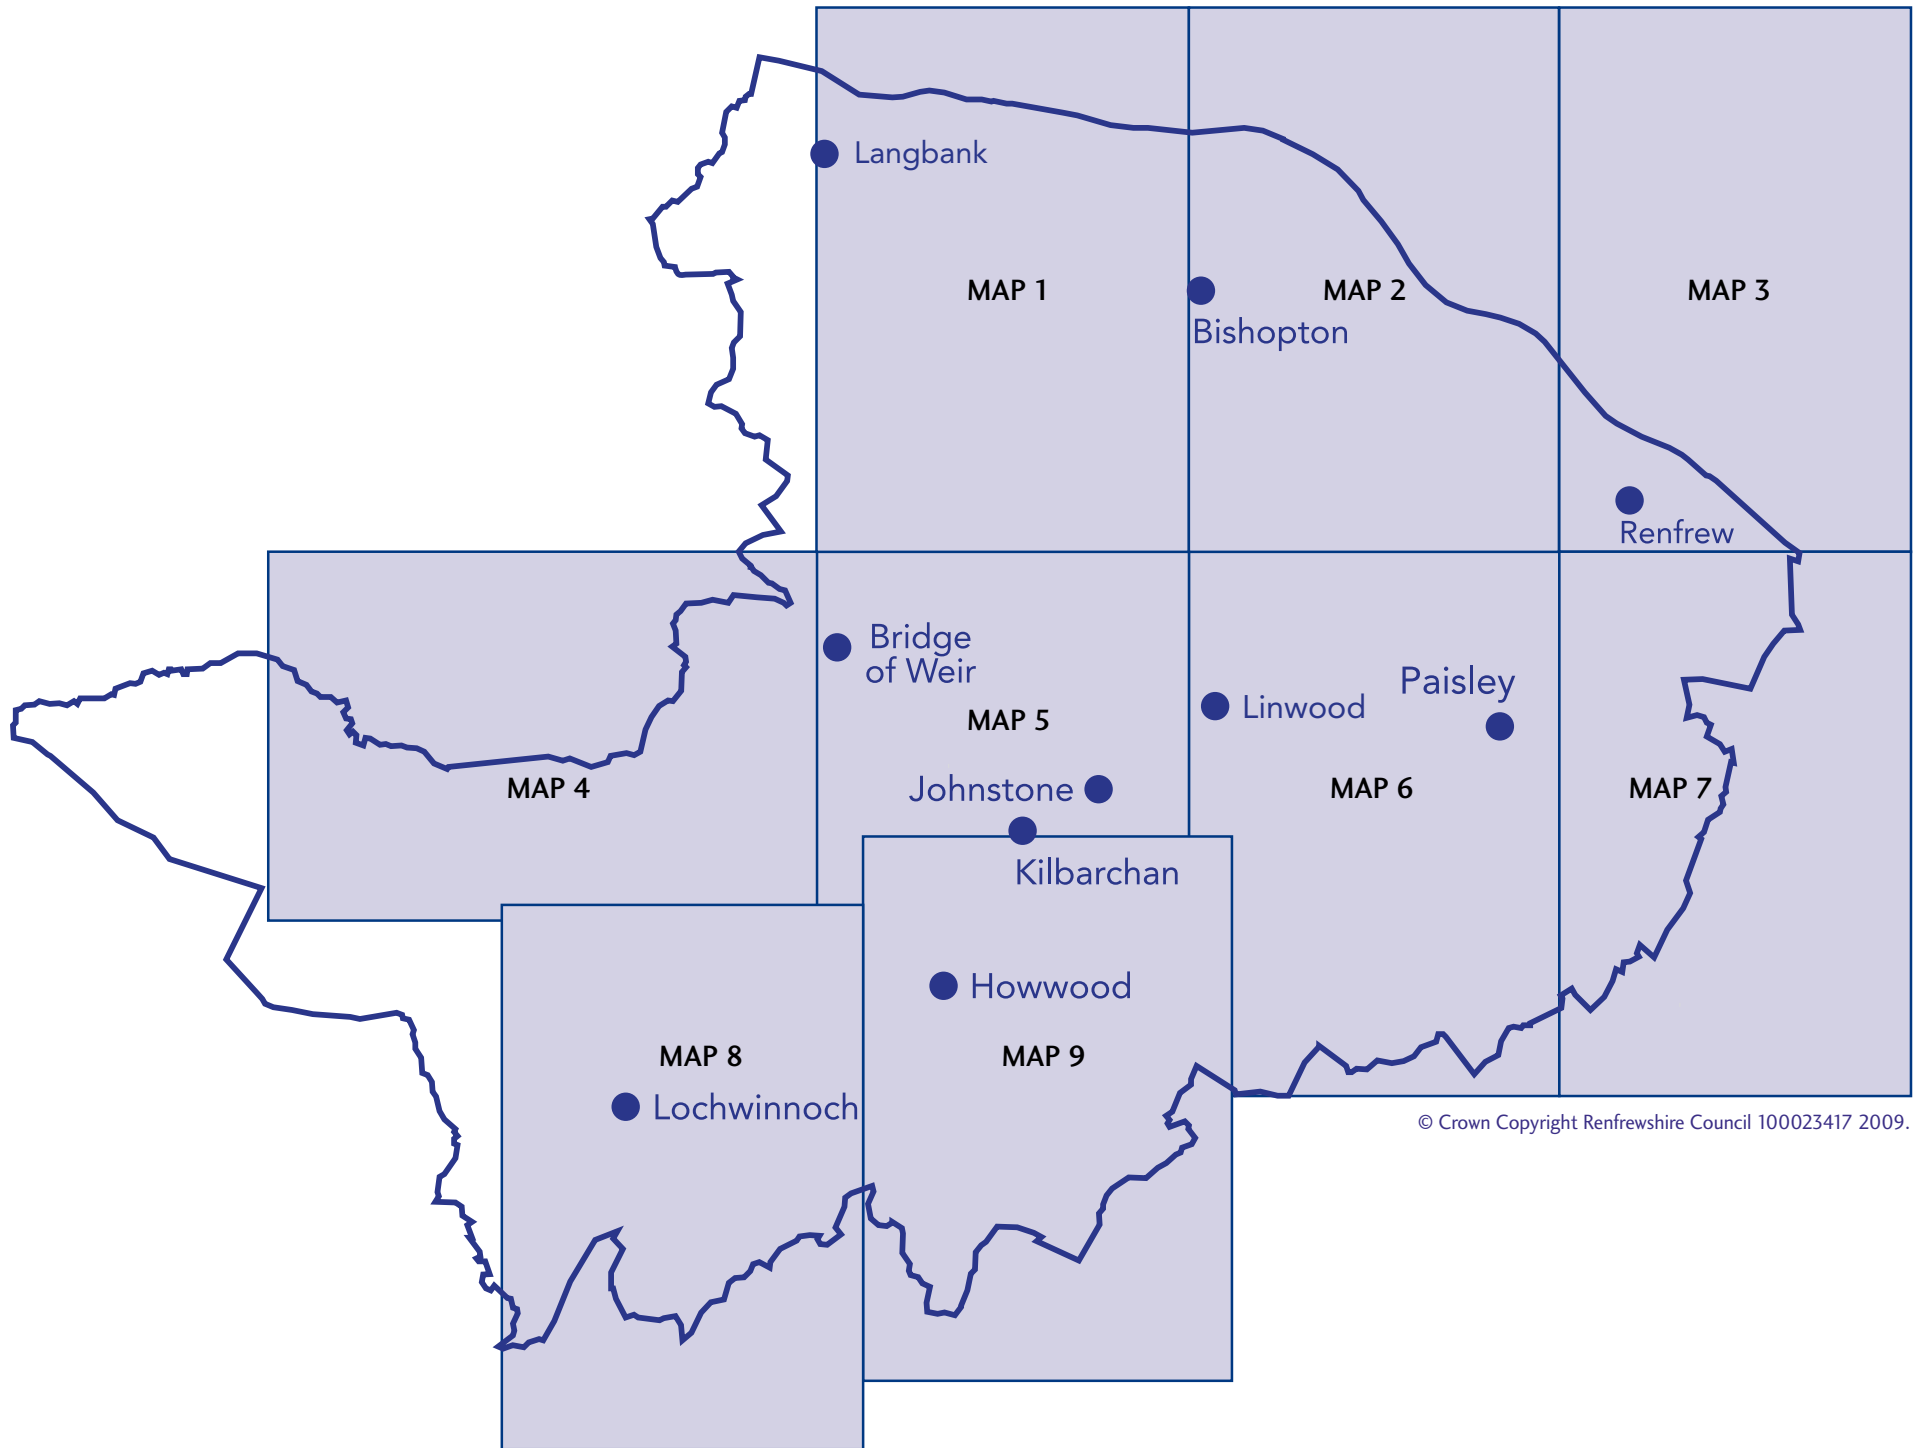 Langbank
MAP 1
MAP 2
MAP 3
Bishopton
Renfrew
Bridge
of Weir
Paisley
Linwood
MAP 5
MAP 4
Johnstone
MAP 6
MAP 7
Kilbarchan
Howwood
MAP 8
MAP 9
Lochwinnoch
© Crown Copyright Renfrewshire Council 100023417 2009.